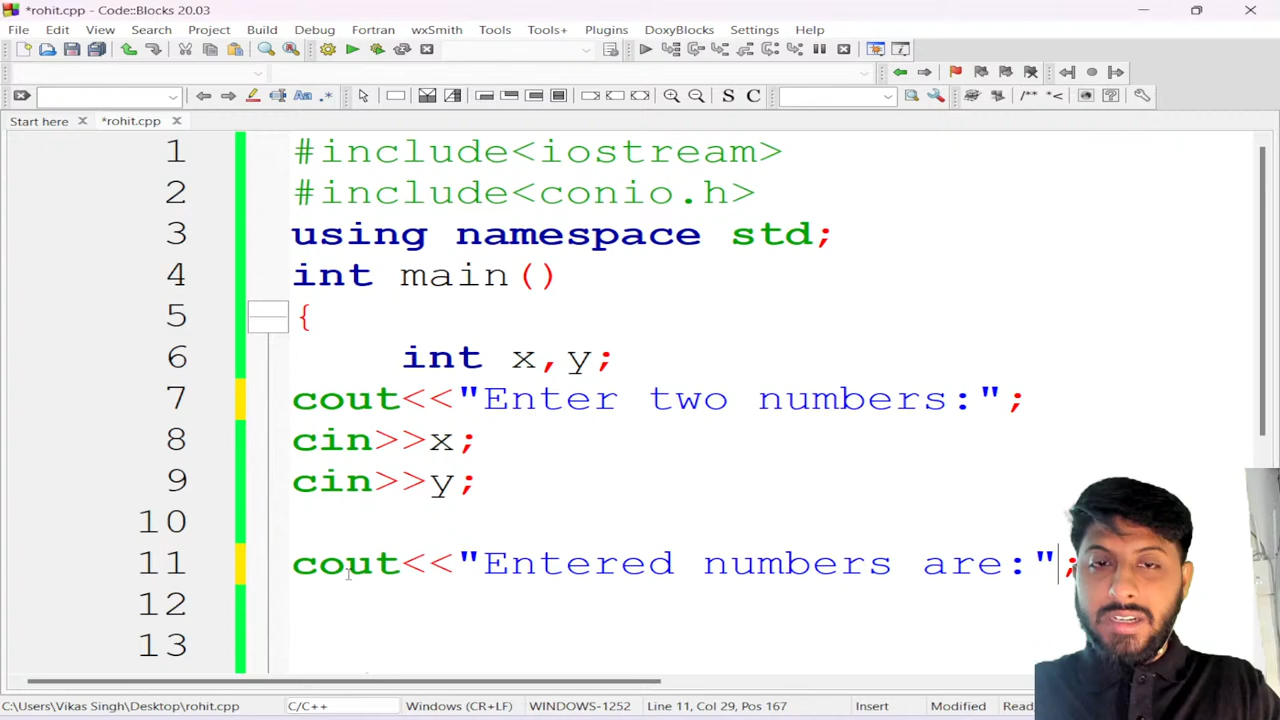 *rohit.cpp - Code::Blocks 20.03
File Edit View Search Project Build Debug Fortran wxSmith Tools Tools+ Plugins DoxyBlocks Settings Help
S C /** *<
Start here *rohit.cpp
1 #include<iostream>
2 #include<conio.h>
3 using namespace std;
4 int main()
5 {
6 int x,y;
7 cout<<"Enter two numbers:";
8 cin>>x;
9 cin>>y;
10
11 cout<<"Entered numbers are:";
12
13
C:\Users\Vikas Singh\Desktop\rohit.cpp C/C++ Windows (CR+LF) WINDOWS-1252 Line 11, Col 29, Pos 167 Insert Modified